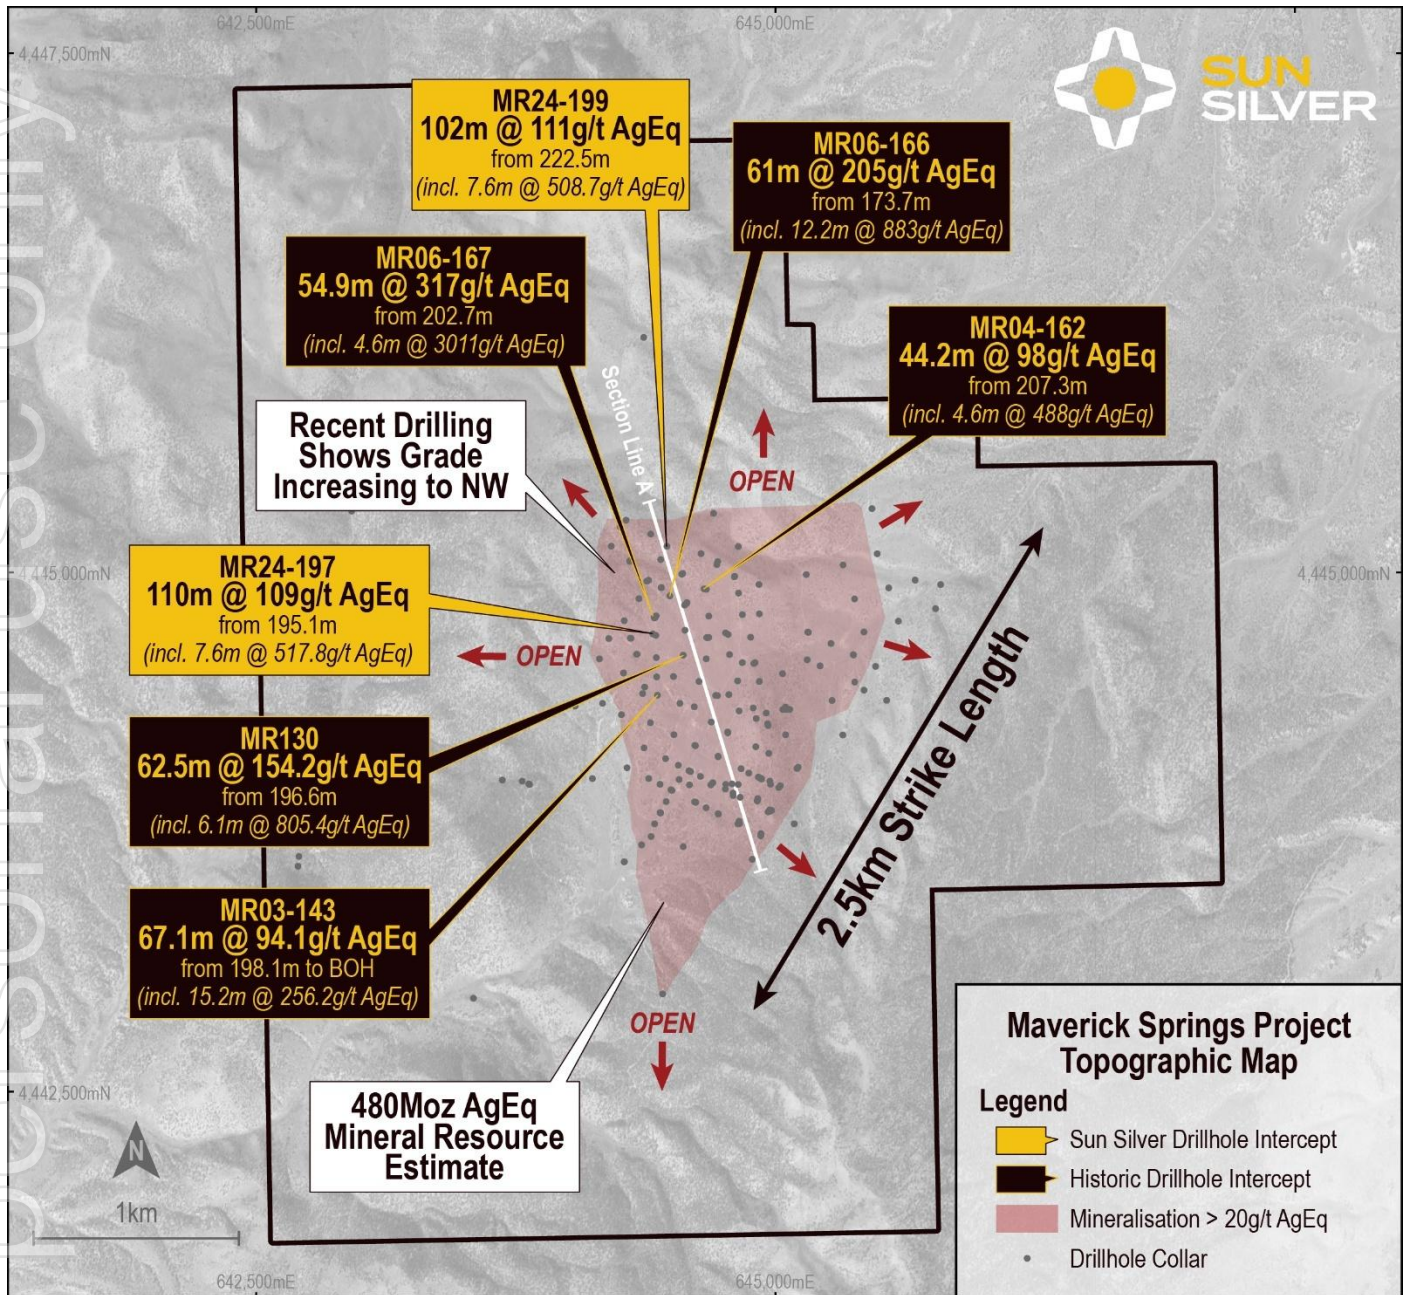 642,500mE
645,000mE
4,447,500mN
SUN
SILVER
MR24-199
102m @ 111g/t AgEq
from 222.5m
(incl. 7.6m @ 508.7g/t AgEq)
MR06-166
61m @ 205g/t AgEq
from 173.7m
(incl. 12.2m @ 883g/t AgEq)
MR06-167
54.9m @ 317g/t AgEq
from 202.7m
(incl. 4.6m @ 3011g/t AgEq)
MR04-162
44.2m @ 98g/t AgEq
from 207.3m
(incl. 4.6m @ 488g/t AgEq)
Section Line A
Recent Drilling
Shows Grade
Increasing to NW
OPEN
4,445,000mN
4,445,000mN
MR24-197
110m @ 109g/t AgEq
from 195.1m
(incl. 7.6m @ 517.8g/t AgEq)
OPEN
2.5km Strike Length
MR130
62.5m @ 154.2g/t AgEq
from 196.6m
(incl. 6.1m @ 805.4g/t AgEq)
MR03-143
67.1m @ 94.1g/t AgEq
from 198.1m to BOH
(incl. 15.2m @ 256.2g/t AgEq)
OPEN
4,442,500mN
480Moz AgEq
Mineral Resource
Estimate
N
1km
Maverick Springs Project
Topographic Map
Legend
Sun Silver Drillhole Intercept
Historic Drillhole Intercept
Mineralisation > 20g/t AgEq
Drillhole Collar
642,500mE
645,000mE